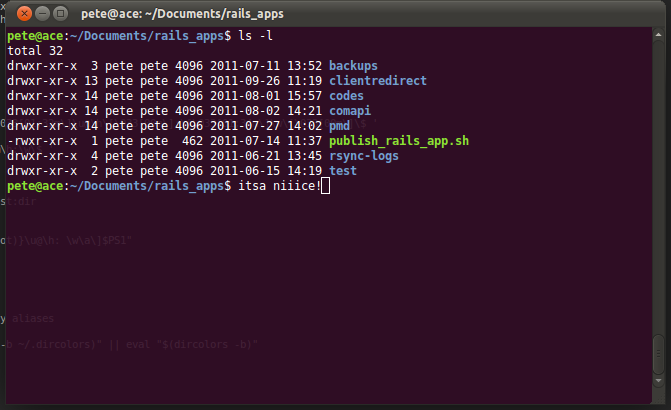 pete@ace: ~/Documents/rails_apps
pete@ace:~/Documents/rails_apps$ ls -l
total 32
drwxr-xr-x  3 pete pete 4096 2011-07-11 13:52 backups
drwxr-xr-x 13 pete pete 4096 2011-09-26 11:19 clientredirect
drwxr-xr-x 14 pete pete 4096 2011-08-01 15:57 codes
drwxr-xr-x 14 pete pete 4096 2011-08-02 14:21 comapi
drwxr-xr-x 14 pete pete 4096 2011-07-27 14:02 pmd
-rwxr-xr-x  1 pete pete  462 2011-07-14 11:37 publish_rails_app.sh
drwxr-xr-x  4 pete pete 4096 2011-06-21 13:45 rsync-logs
drwxr-xr-x  2 pete pete 4096 2011-06-15 14:19 test
pete@ace:~/Documents/rails_apps$ itsa niiice!
st:dir
ot)}\u@\h: \w\a\]$PS1"
y aliases
-b ~/.dircolors)" || eval "$(dircolors -b)"